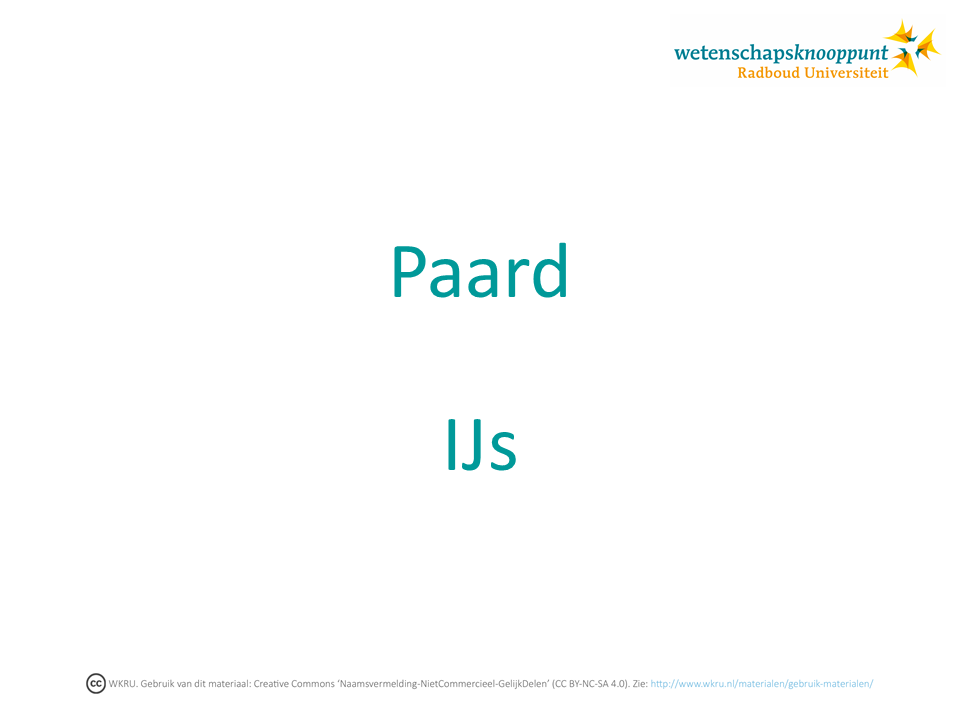 wetenschapsknooppunt
Radboud Universiteit
Paard
IJs
cc WKRU. Gebruik van dit materiaal: Creative Commons ‘Naamsvermelding-NietCommercieel-GelijkDelen’ (CC BY-NC-SA 4.0). Zie: http://www.wkru.nl/materialen/gebruik-materialen/